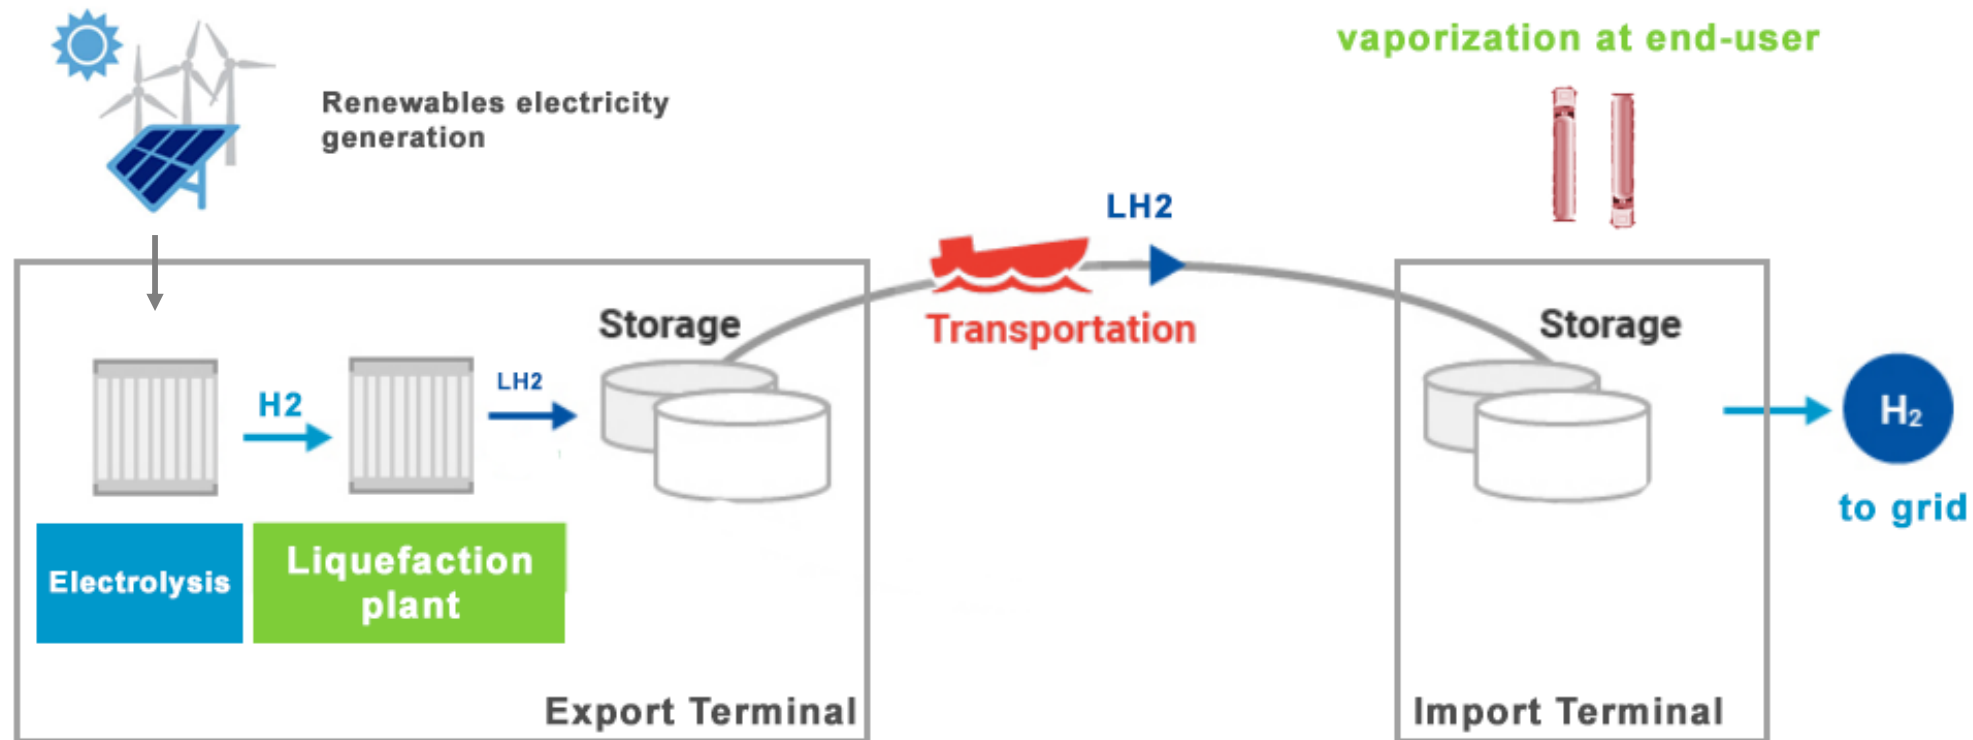 vaporization at end-user
Renewables electricity
generation
LH2
Storage
Transportation
Storage
H2
LH2
H₂
to grid
Electrolysis
Liquefaction
plant
Export Terminal
Import Terminal